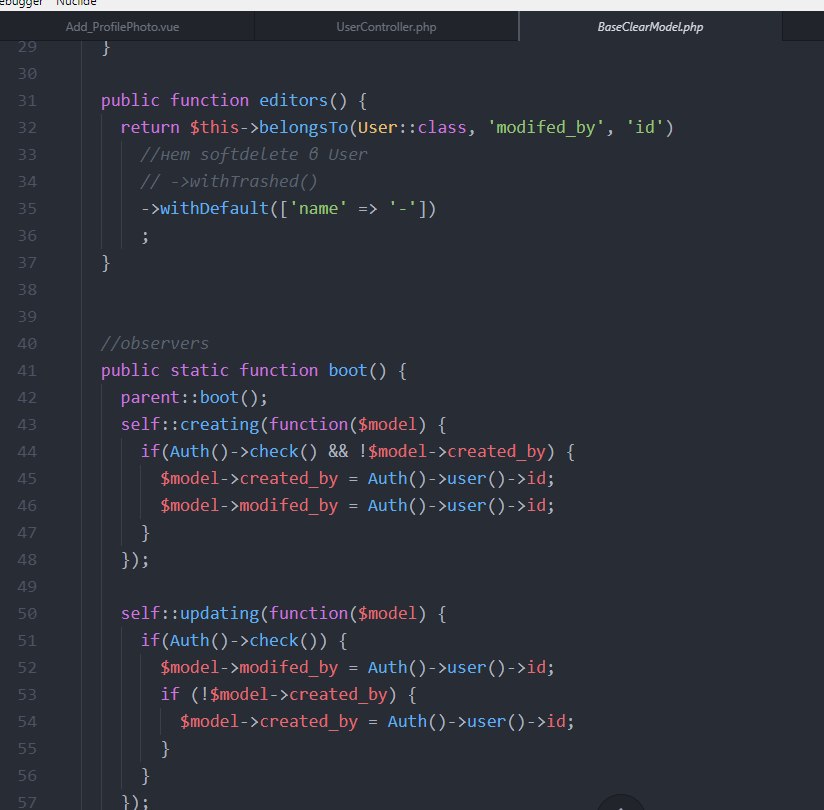 ebugger Nuclide
Add_ProfilePhoto.vue UserController.php BaseClearModel.php
29 }
30
31 public function editors() {
32 return $this->belongsTo(User::class, 'modifed_by', 'id')
33 //нет softdelete в User
34 // ->withTrashed()
35 ->withDefault(['name' => '-'])
36 ;
37 }
38
39
40 //observers
41 public static function boot() {
42 parent::boot();
43 self::creating(function($model) {
44 if(Auth()->check() && !$model->created_by) {
45 $model->created_by = Auth()->user()->id;
46 $model->modifed_by = Auth()->user()->id;
47 }
48 });
49
50 self::updating(function($model) {
51 if(Auth()->check()) {
52 $model->modifed_by = Auth()->user()->id;
53 if (!$model->created_by) {
54 $model->created_by = Auth()->user()->id;
55 }
56 }
57 });